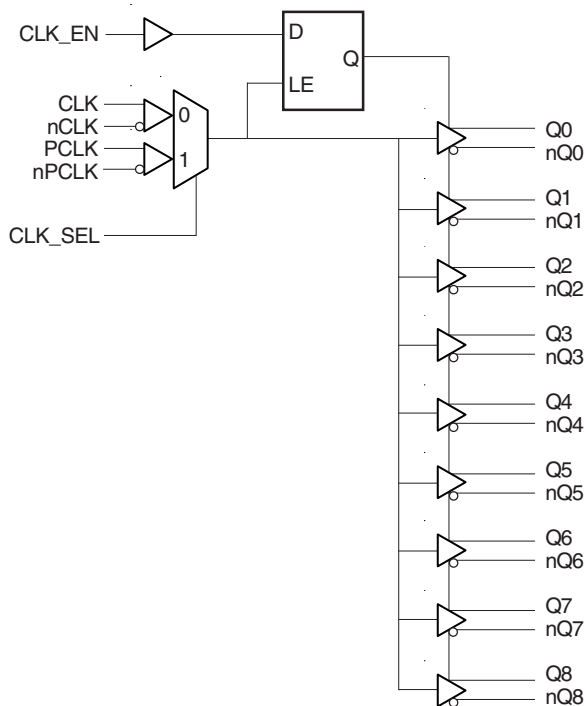 CLK_EN
D
Q
LE
CLK
nCLK
PCLK
nPCLK
0
1
CLK_SEL
Q0
nQ0
Q1
nQ1
Q2
nQ2
Q3
nQ3
Q4
nQ4
Q5
nQ5
Q6
nQ6
Q7
nQ7
Q8
nQ8